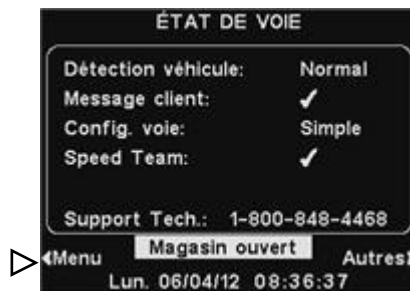 ÉTAT DE VOIE
Détection véhicule: Normal
Message client: ✓
Config. voie: Simple
Speed Team: ✓
Support Tech.: 1-800-848-4468
Menu Magasin ouvert Autres
Lun. 06/04/12 08:36:37